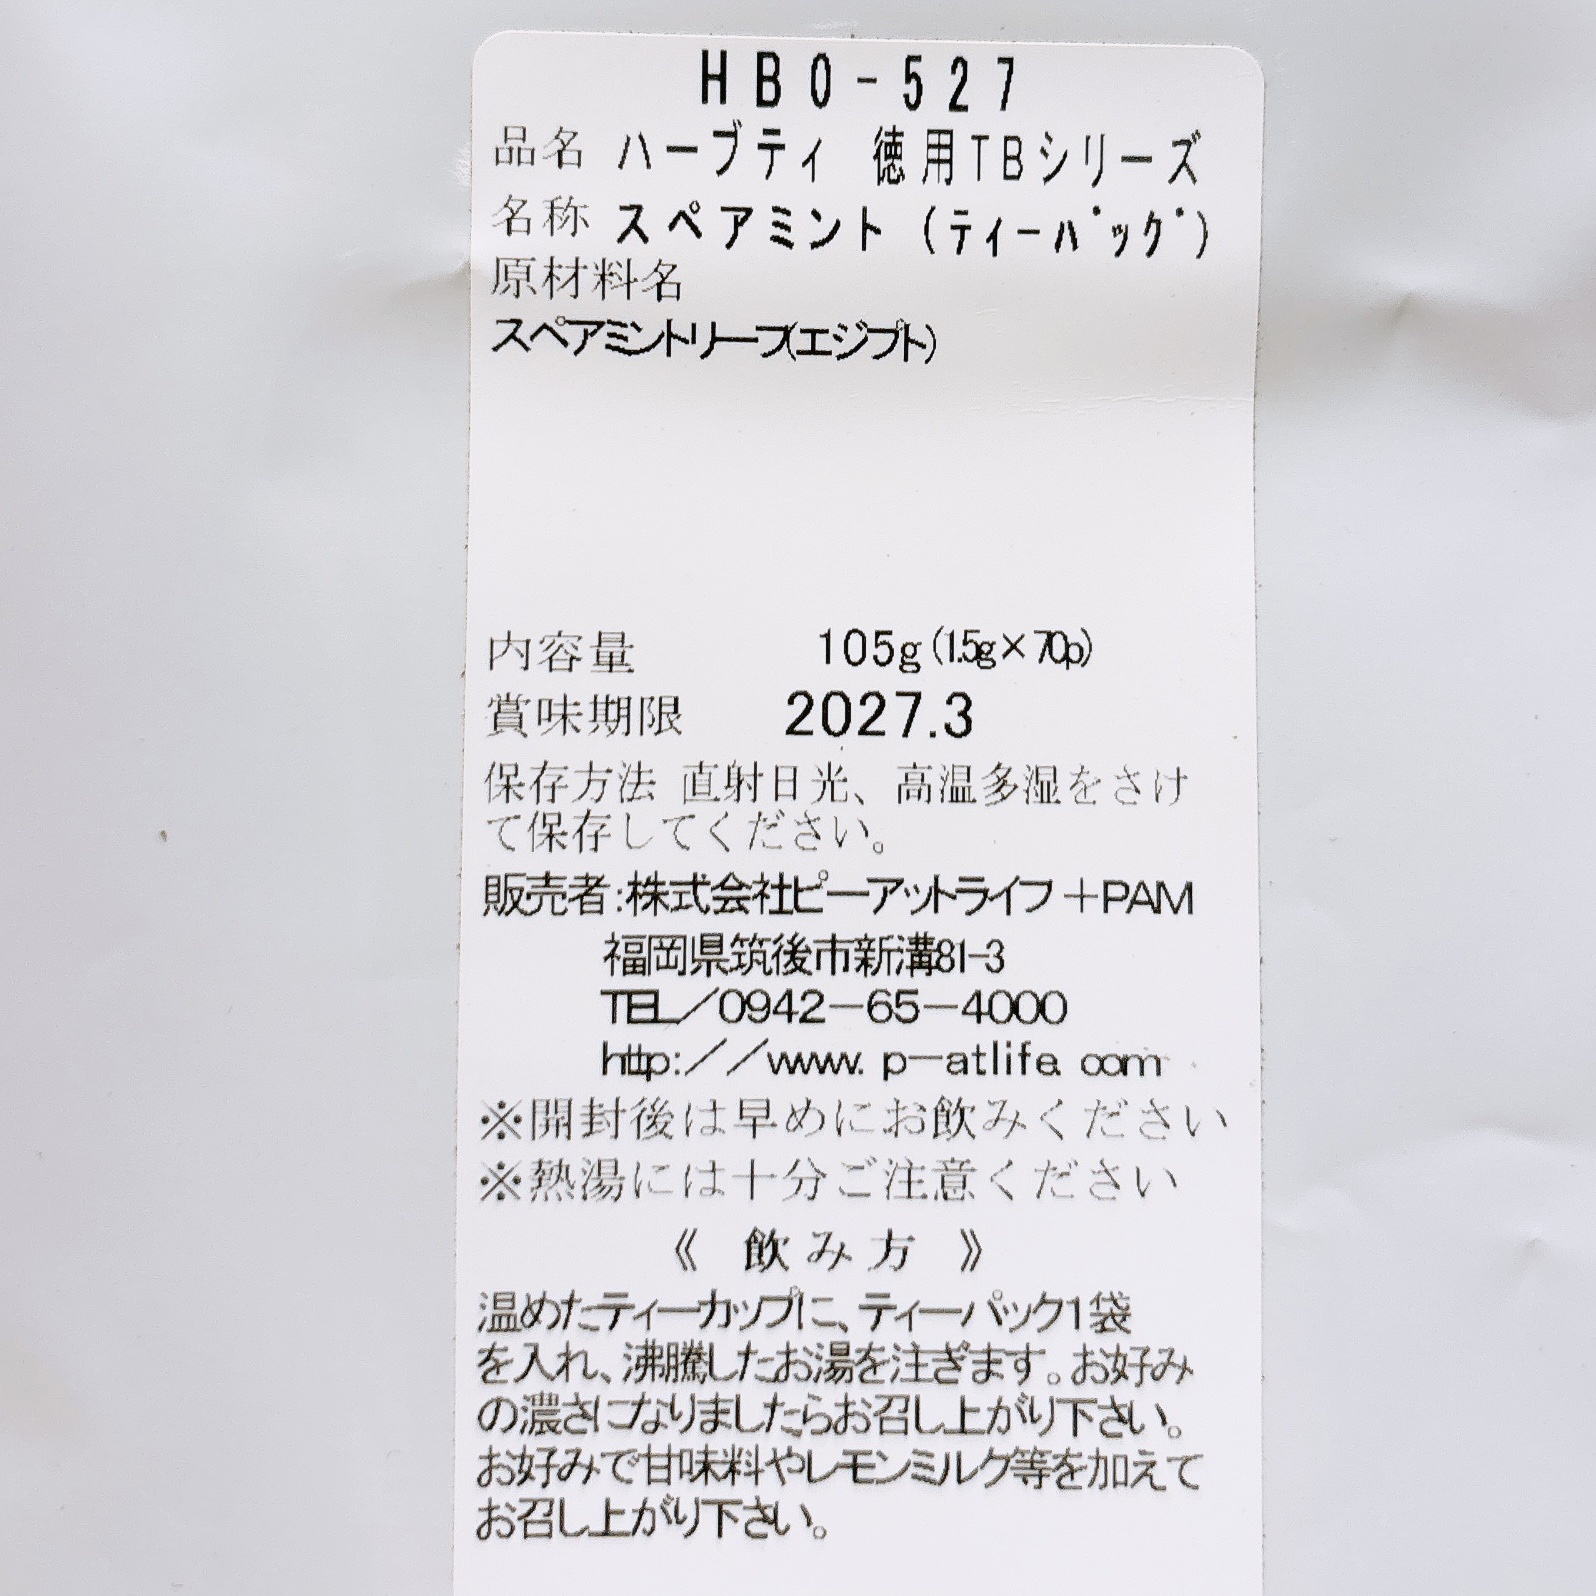 HB0-527
品名 ハーブティ 徳用TBシリーズ
名称 スペアミント (ﾃｨｰﾊﾞｯｸﾞ)
原材料名
スペアミントリーフ(エジプト)
内容量 105g(1.5g×70p)
賞味期限 2027.3
保存方法 直射日光、高温多湿をさけ
て保存してください。
販売者:株式会社ピーアットライフ+PAM
福岡県筑後市新溝81-3
TEL/0942-65-4000
http://www.p-atlife.com
※開封後は早めにお飲みください
※熱湯には十分ご注意ください
《 飲み方 》
温めたティーカップに、ティーパック1袋
を入れ、沸騰したお湯を注ぎます。お好み
の濃さになりましたらお召し上がり下さい。
お好みで甘味料やレモンミルク等を加えて
お召し上がり下さい。